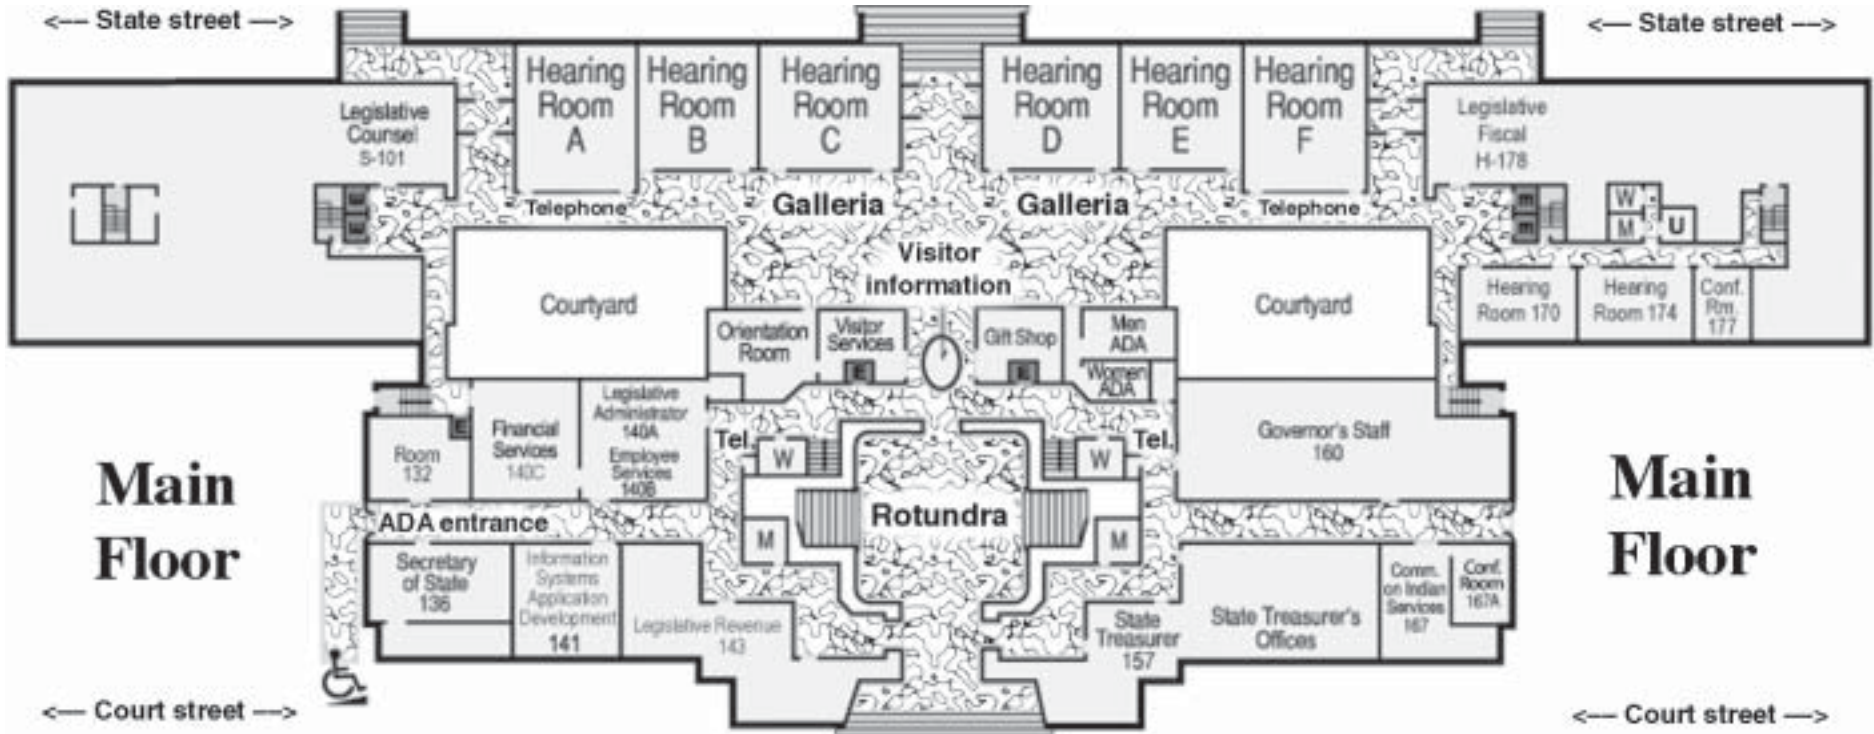 <— State street —>
<— State street —>
Hearing
Room
A
Hearing
Room
B
Hearing
Room
C
Hearing
Room
D
Hearing
Room
E
Hearing
Room
F
Legislative
Counsel
S-101
Legislative
Fiscal
H-178
E
E
Telephone
Galleria
Galleria
Telephone
E
E
W
M
U
Visitor
information
Courtyard
Courtyard
Hearing
Room 170
Hearing
Room 174
Conf.
Rm.
177
Orientation
Room
Visitor
Services
E
Gift Shop
E
Men
ADA
Women
ADA
E
Room
132
Financial
Services
140C
Legislative
Administrator
140A
Employee
Services
140B
Tel.
W
W
Tel.
Governor's Staff
160
Main
Floor
Main
Floor
ADA entrance
Rotundra
M
M
Secretary
of State
136
Information
Systems
Application
Development
141
Legislative Revenue
143
State
Treasurer
157
State Treasurer's
Offices
Comm.
on Indian
Services
167
Conf.
Room
167A
<— Court street —>
<— Court street —>